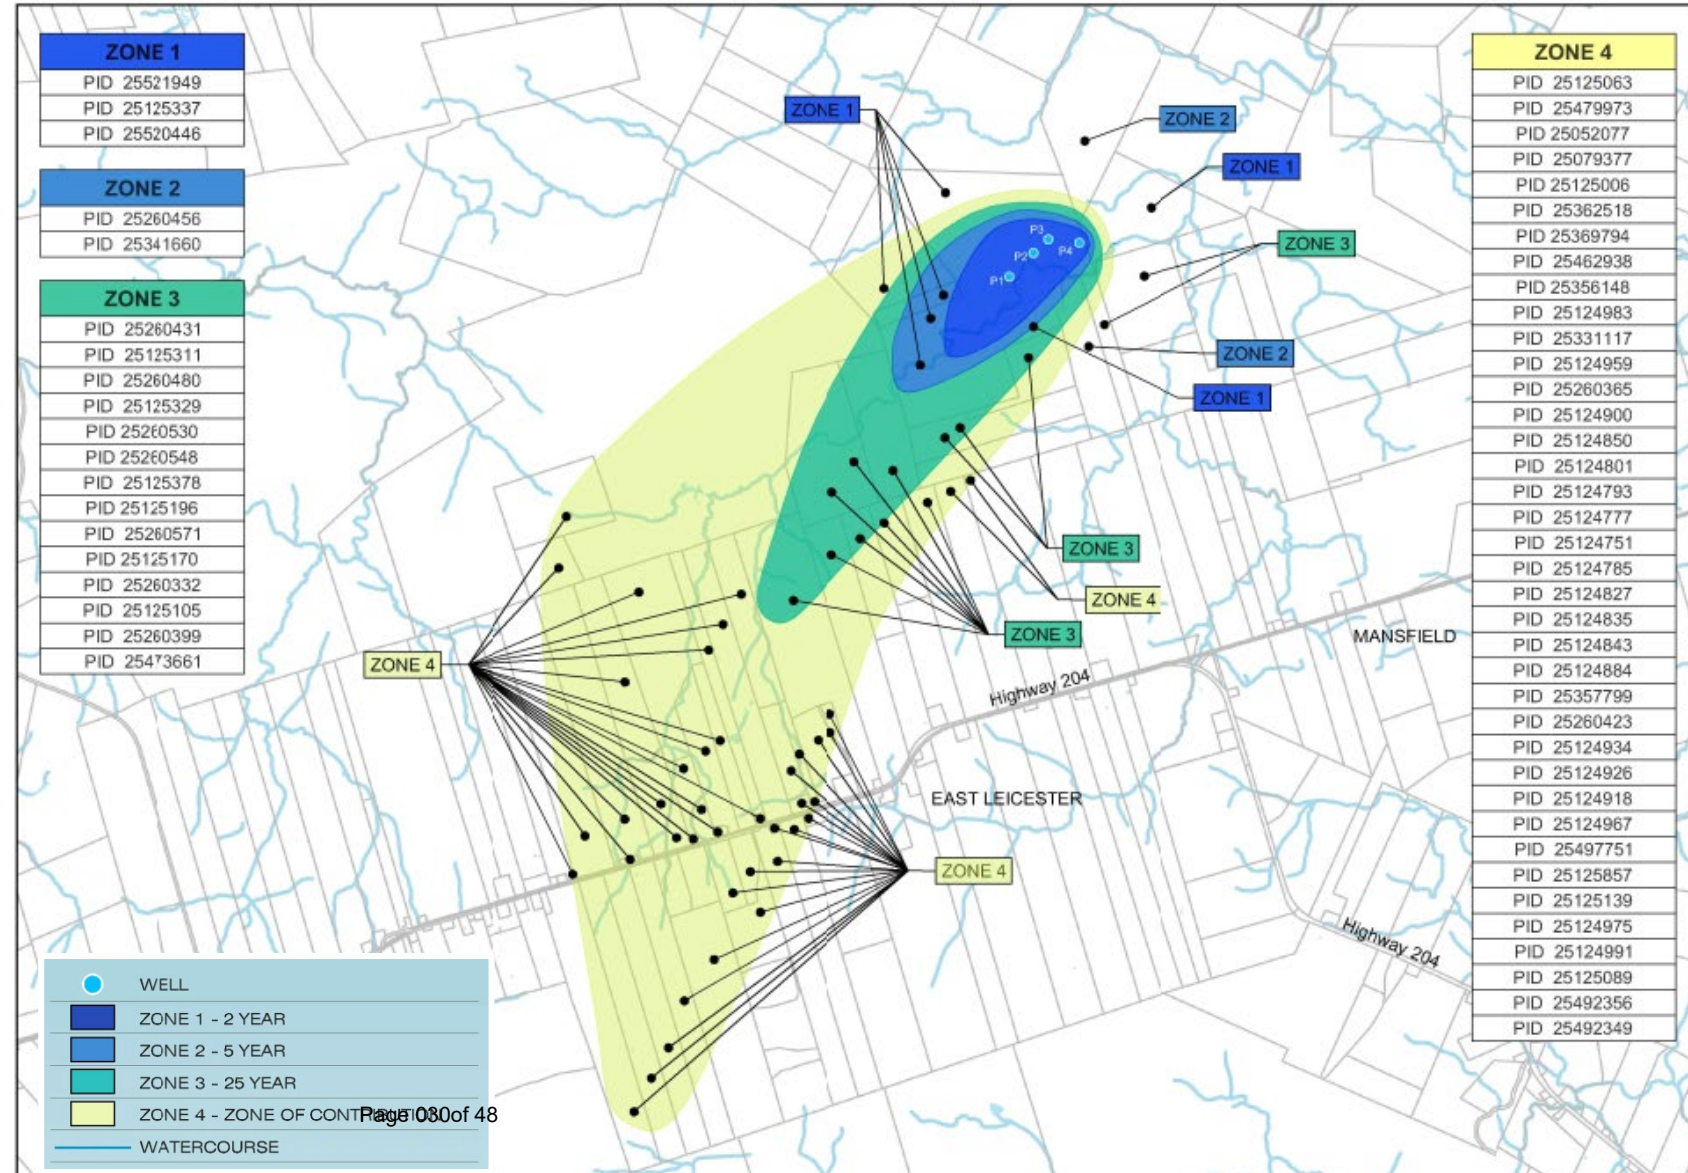 ZONE 1
PID 25521949
PID 25125337
PID 25520446
ZONE 2
PID 25260456
PID 25341660
ZONE 3
PID 25260431
PID 25125311
PID 25260480
PID 25125329
PID 25260530
PID 25260548
PID 25125378
PID 25125196
PID 25260571
PID 25125170
PID 25260332
PID 25125105
PID 25260399
PID 25473661
ZONE 1
ZONE 2
ZONE 1
ZONE 3
P3
P2
P4
P1
ZONE 2
ZONE 1
ZONE 3
ZONE 4
ZONE 3
ZONE 4
MANSFIELD
Highway 204
EAST LEICESTER
ZONE 4
Highway 204
ZONE 4
PID 25125063
PID 25479973
PID 25052077
PID 25079377
PID 25125006
PID 25362518
PID 25369794
PID 25462938
PID 25356148
PID 25124983
PID 25331117
PID 25124959
PID 25260365
PID 25124900
PID 25124850
PID 25124801
PID 25124793
PID 25124777
PID 25124751
PID 25124785
PID 25124827
PID 25124835
PID 25124843
PID 25124884
PID 25357799
PID 25260423
PID 25124934
PID 25124926
PID 25124918
PID 25124967
PID 25497751
PID 25125857
PID 25125139
PID 25124975
PID 25124991
PID 25125089
PID 25492356
PID 25492349
WELL
ZONE 1 - 2 YEAR
ZONE 2 - 5 YEAR
ZONE 3 - 25 YEAR
ZONE 4 - ZONE OF CONTRIBUTION
Page 030of 48
WATERCOURSE